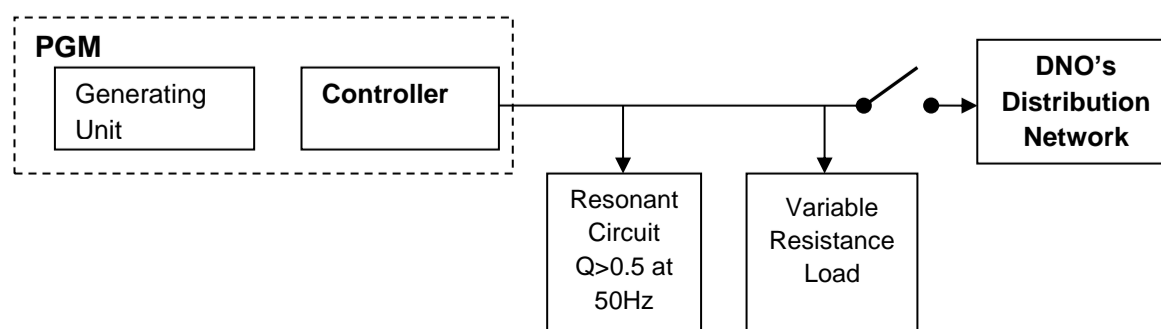 PGM
Generating
Unit
Controller
DNO's
Distribution
Network
Resonant
Circuit
Q>0.5 at
50Hz
Variable
Resistance
Load